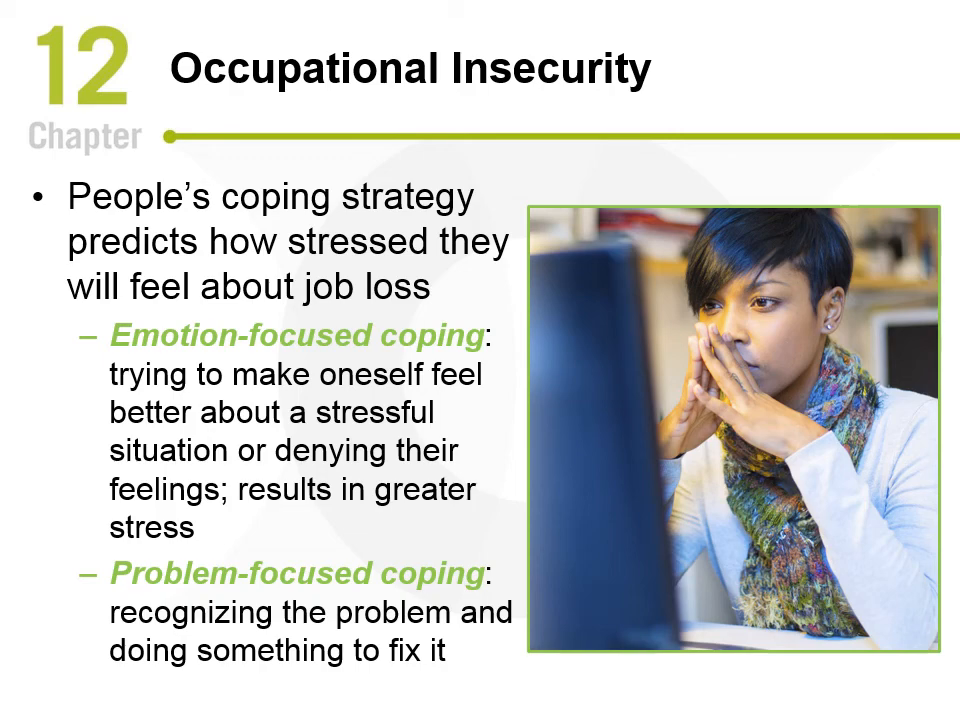 12
Chapter
Occupational Insecurity
• People’s coping strategy
predicts how stressed they
will feel about job loss
– Emotion-focused coping:
trying to make oneself feel
better about a stressful
situation or denying their
feelings; results in greater
stress
– Problem-focused coping:
recognizing the problem and
doing something to fix it